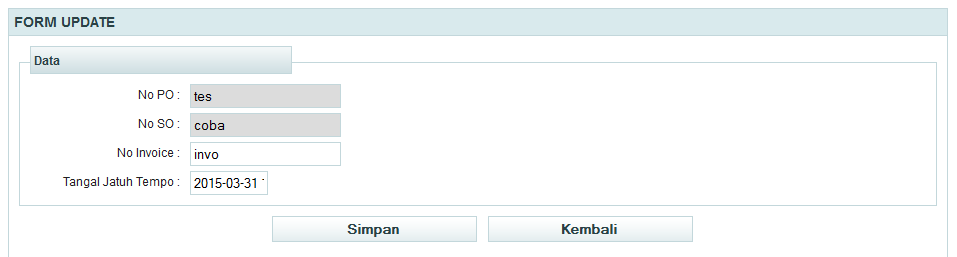 FORM UPDATE
Data
No PO : tes
No SO : coba
No Invoice : invo
Tangal Jatuh Tempo : 2015-03-31
Simpan Kembali